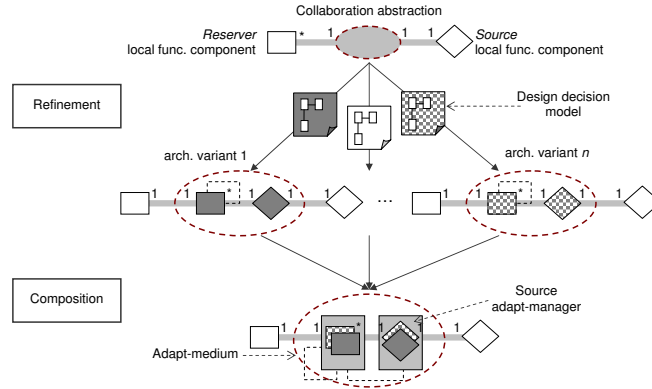 Collaboration abstraction
Reserver
local func. component
* 1 1 1
Source
local func. component
Refinement
Design decision
model
arch. variant 1
arch. variant n
1 1 * 1 1 1
...
1 1 * 1 1 1
Composition
Source
adapt-manager
1 1 * 1 1 1
Adapt-medium